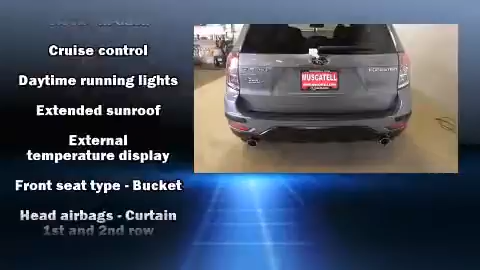 Cruise control
Daytime running lights
Extended sunroof
External
temperature display
Front seat type - Bucket
Head airbags - Curtain
1st and 2nd row
MUSCATELL